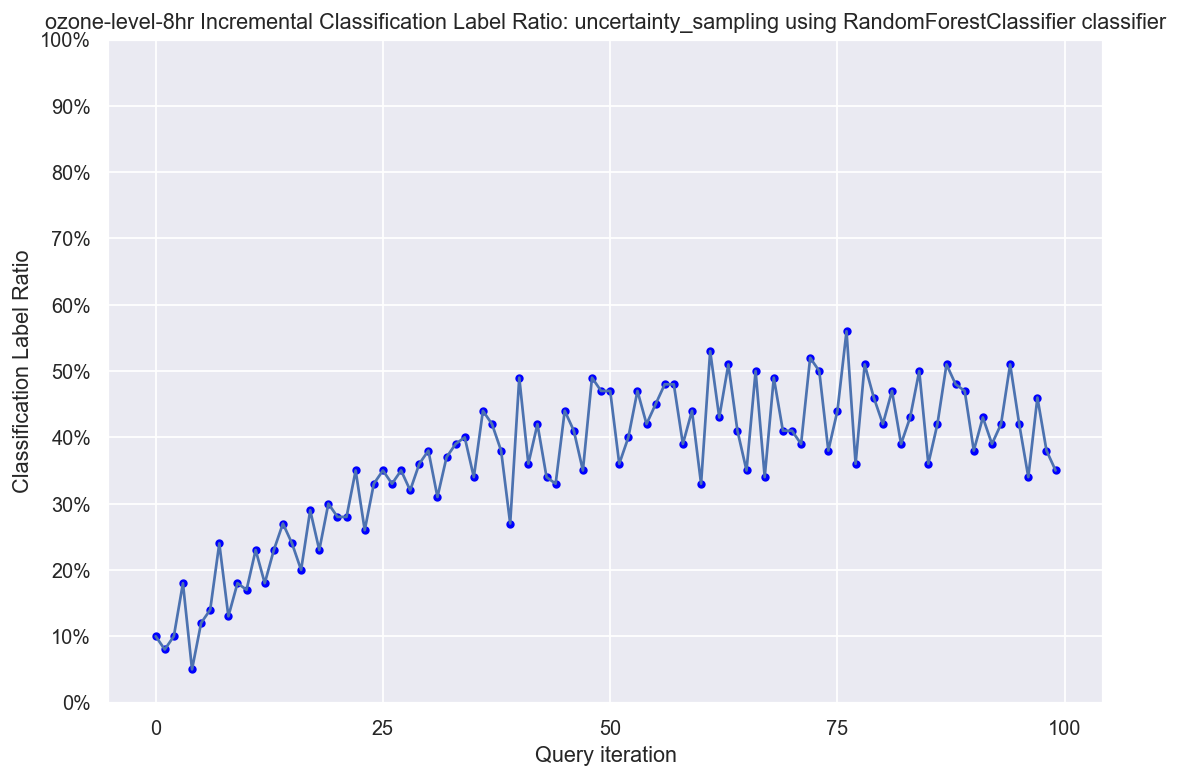 ozone-level-8hr Incremental Classification Label Ratio: uncertainty_sampling using RandomForestClassifier classifier
100%
90%
80%
70%
60%
50%
40%
30%
20%
10%
0%
Classification Label Ratio
0 25 50 75 100
Query iteration